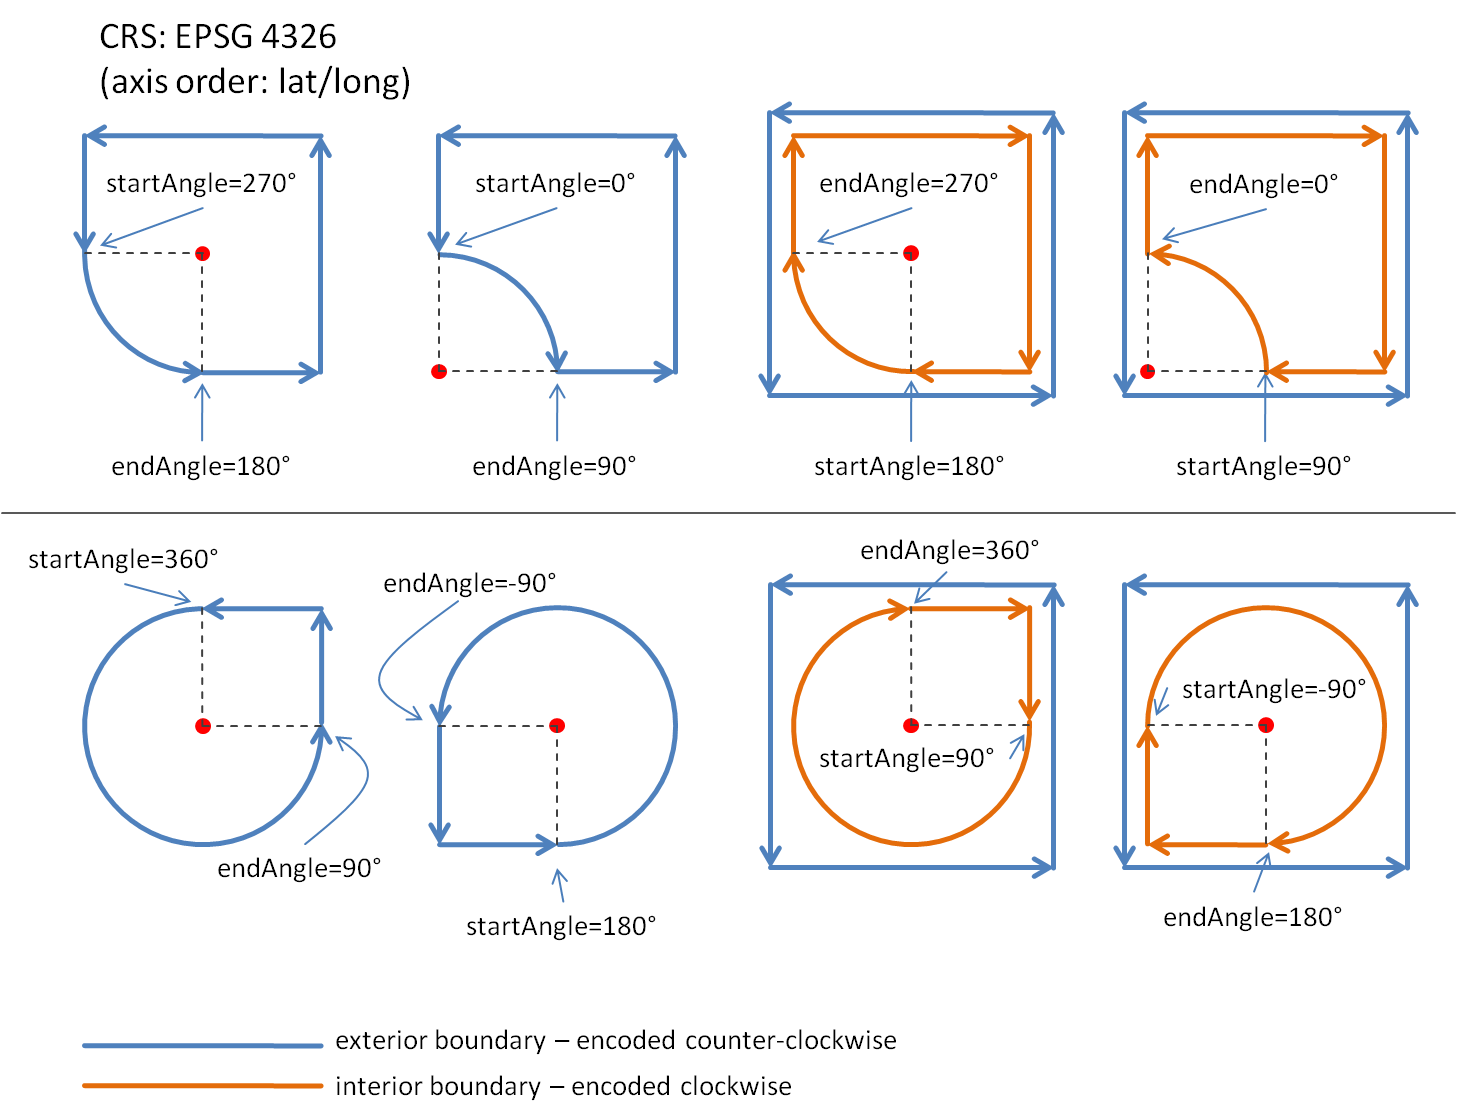 CRS: EPSG 4326
(axis order: lat/long)
startAngle=270°
startAngle=0°
endAngle=270°
endAngle=0°
endAngle=180°
endAngle=90°
startAngle=180°
startAngle=90°
startAngle=360°
endAngle=-90°
endAngle=360°
startAngle=-90°
startAngle=90°
endAngle=90°
startAngle=180°
endAngle=180°
exterior boundary – encoded counter-clockwise
interior boundary – encoded clockwise